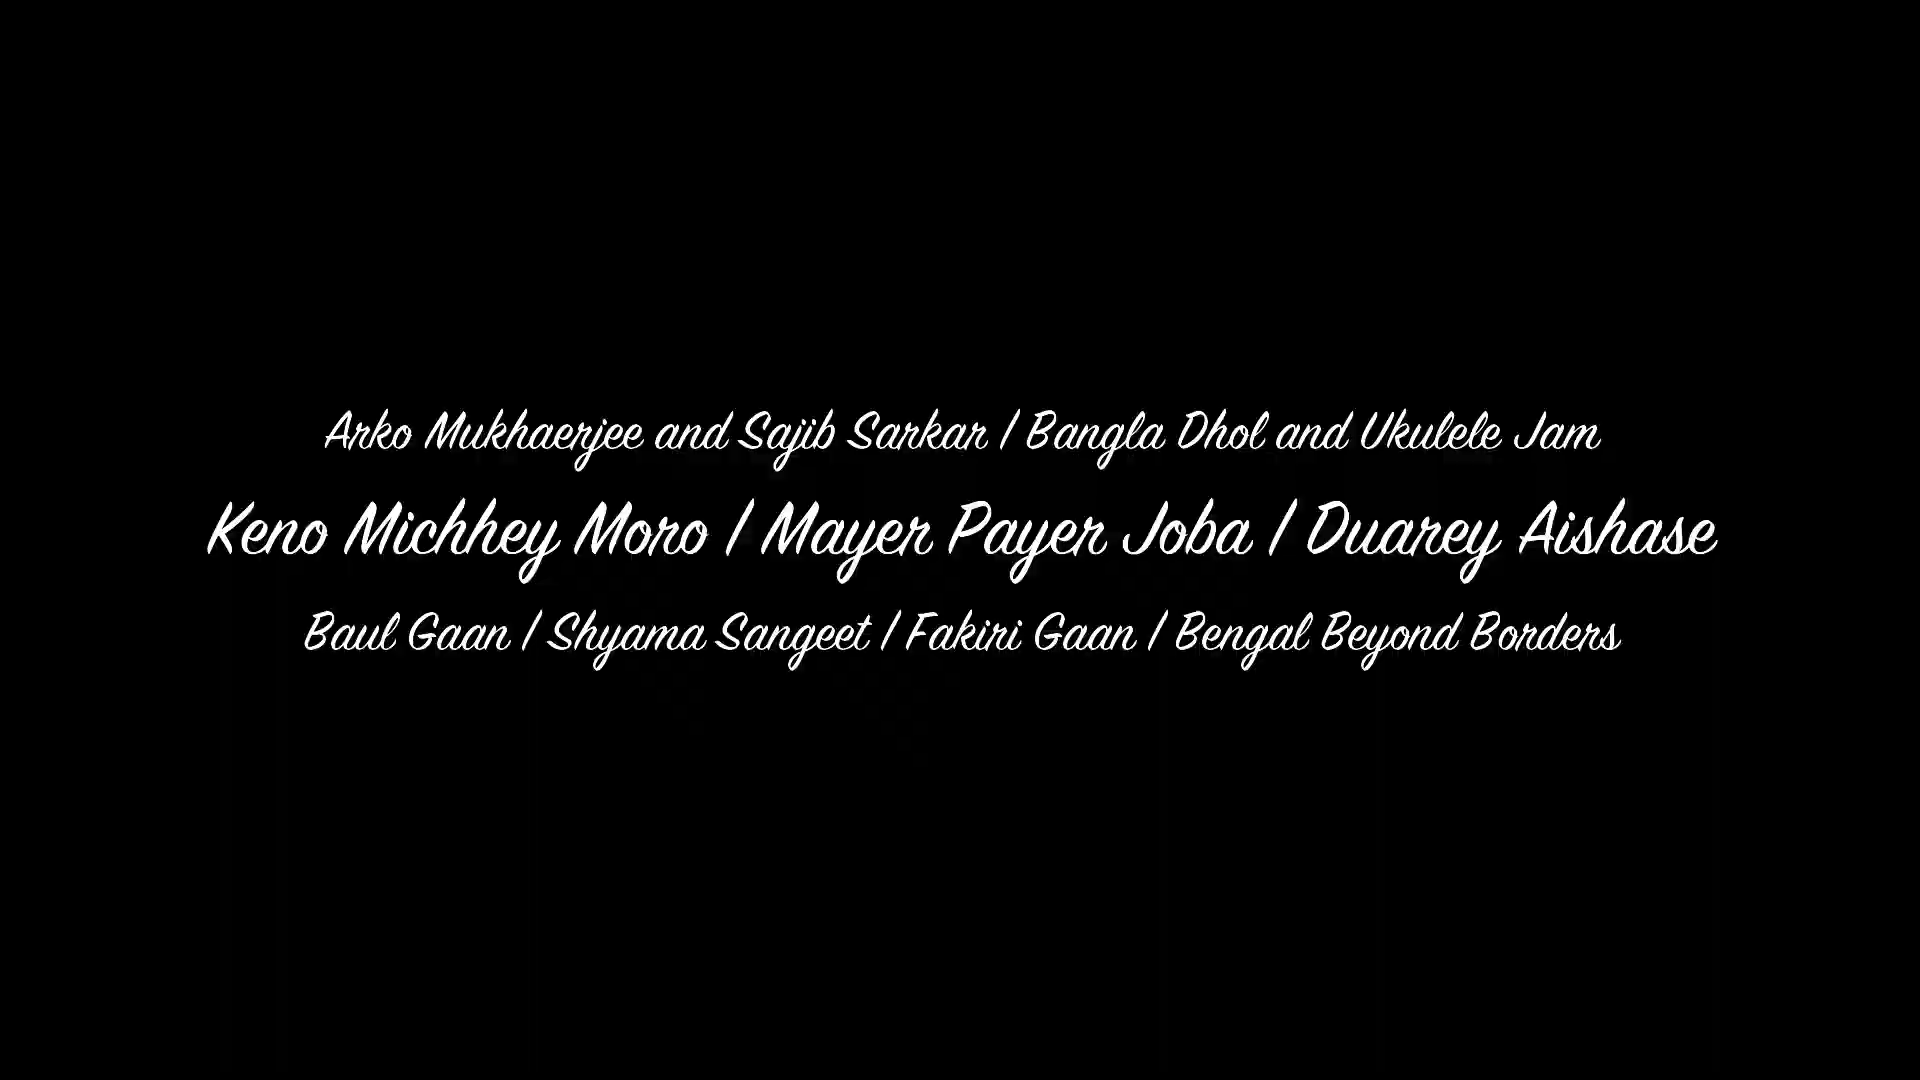 Arko Mukhaerjee and Sajib Sarkar / Bangla Dhol and Ukulele Jam
Keno Michhey Moro / Mayer Payer Joba / Duarey Aishase
Baul Gaan / Shyama Sangeet / Fakiri Gaan / Bengal Beyond Borders